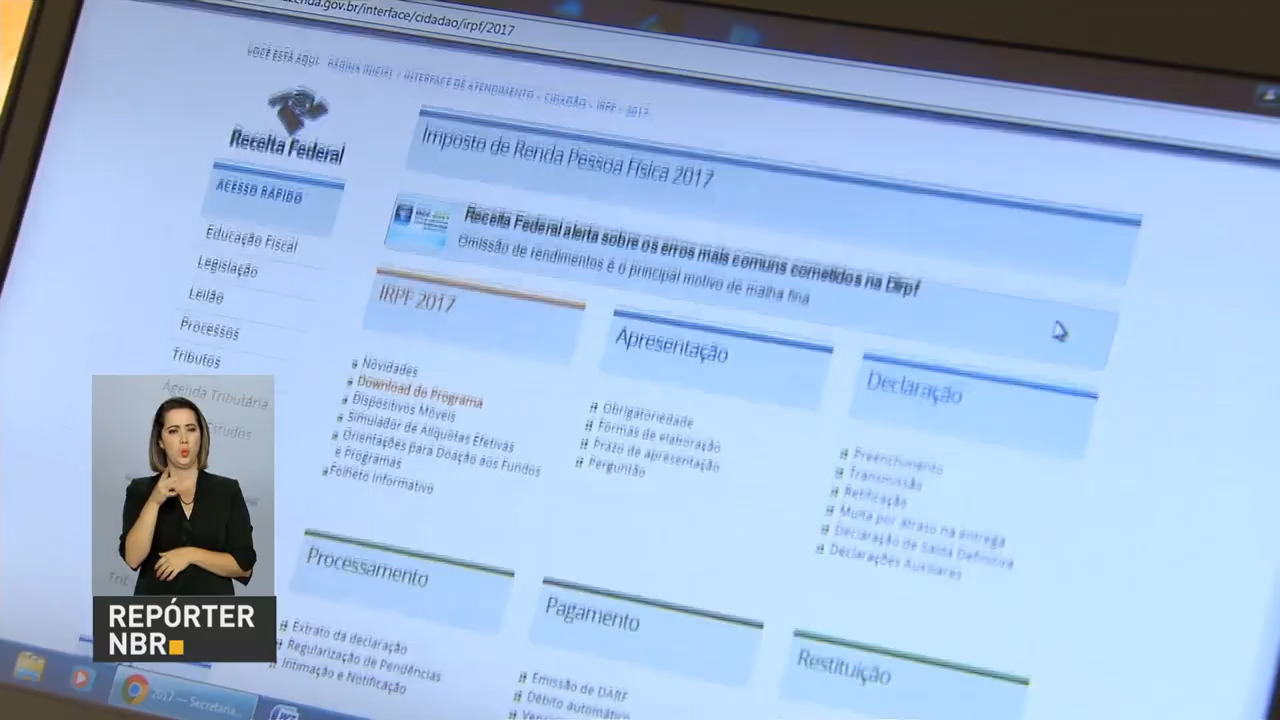 azenda.gov.br/interface/cidadao/irpf/2017
VOCÊ ESTÁ AQUI: PÁGINA INICIAL > INTERFACE DE ATENDIMENTO > CIDADÃO > IRPF > 2017
Receita Federal
Imposto de Renda Pessoa Física 2017
ACESSO RÁPIDO
Receita Federal alerta sobre os erros mais comuns cometidos na Dirpf
Omissão de rendimentos é o principal motivo de malha fina
Educação Fiscal
Legislação
Leilão
Processos
Tributos
Agenda Tributária
Estudos
IRPF 2017
Novidades
Download do Programa
Dispositivos Móveis
Simulador de Alíquotas Efetivas
Orientações para Doação aos Fundos
e Programas
Folheto Informativo
Apresentação
Obrigatoriedade
Formas de elaboração
Prazo de apresentação
Perguntão
Declaração
Preenchimento
Transmissão
Retificação
Multa por atraso na entrega
Declaração de Saída Definitiva
Declarações Auxiliares
Processamento
Extrato da declaração
Regularização de Pendências
Intimação e Notificação
Pagamento
Emissão de DARF
Débito automático
Restituição
REPÓRTER
NBR
2017 — Secretaria...